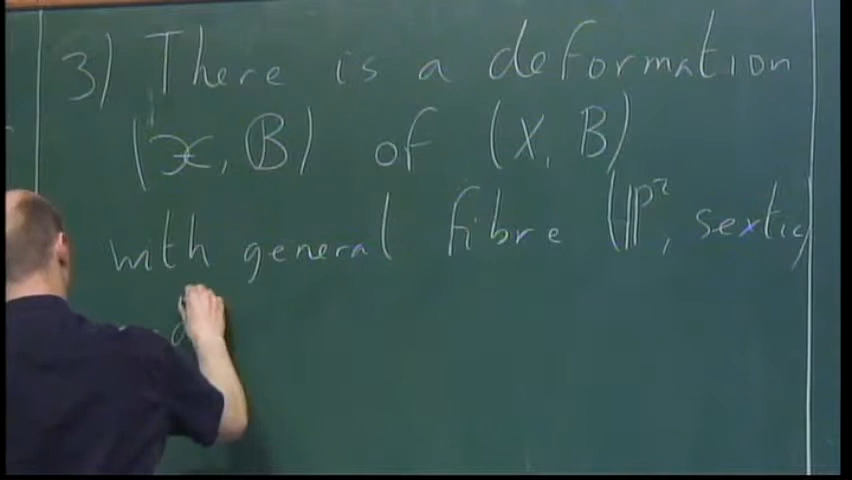 3) There is a deformation
(𝒳, 𝔹) of (X, B)
with general fibre (ℙ², sextic)